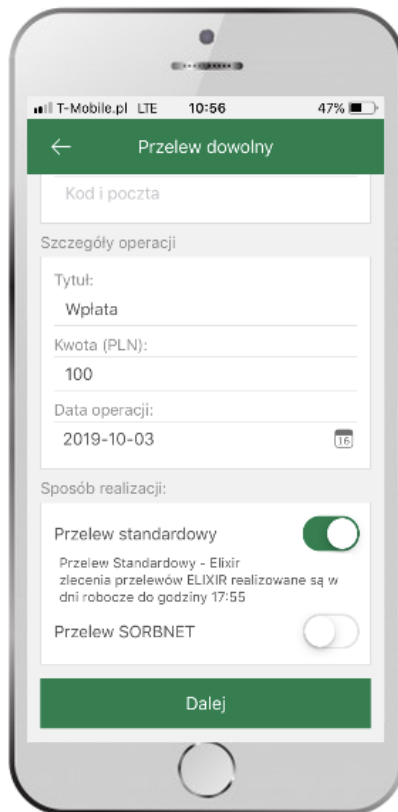 T-Mobile.pl LTE 10:56 47%
Przelew dowolny
Kod i poczta
Szczegóły operacji
Tytuł:
Wpłata
Kwota (PLN):
100
Data operacji:
2019-10-03
16
Sposób realizacji:
Przelew standardowy
Przelew Standardowy - Elixir
zlecenia przelewów ELIXIR realizowane są w
dni robocze do godziny 17:55
Przelew SORBNET
Dalej